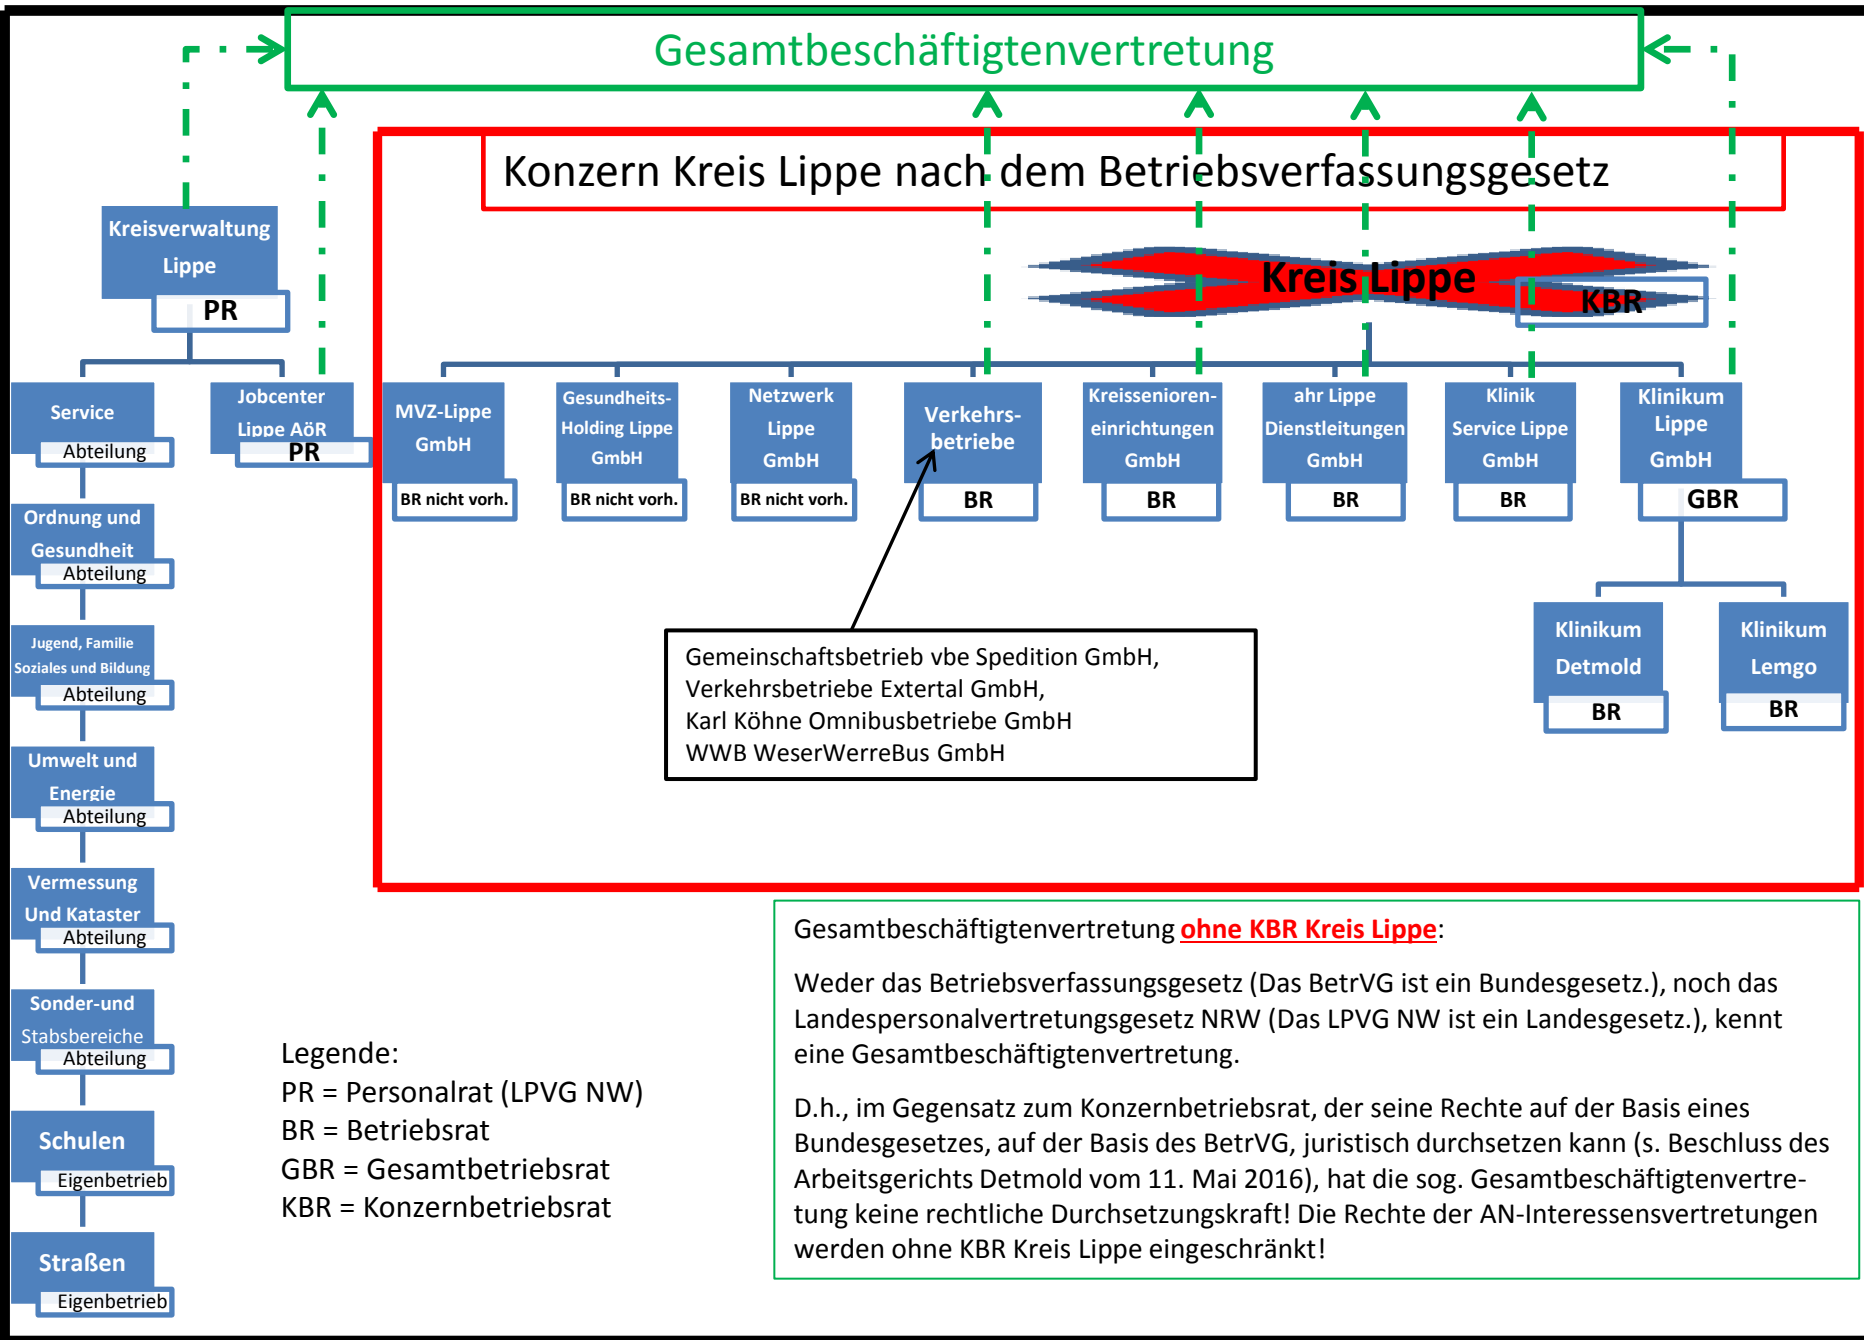 Gesamtbeschäftigtenvertretung
Konzern Kreis Lippe nach dem Betriebsverfassungsgesetz
Kreisverwaltung
Lippe
PR
Kreis Lippe
KBR
Service
Abteilung
Jobcenter
Lippe AöR
PR
MVZ-Lippe
GmbH
BR nicht vorh.
Gesundheits-
Holding Lippe
GmbH
BR nicht vorh.
Netzwerk
Lippe
GmbH
BR nicht vorh.
Verkehrs-
betriebe
BR
Kreissenioren-
einrichtungen
GmbH
BR
ahr Lippe
Dienstleitungen
GmbH
BR
Klinik
Service Lippe
GmbH
BR
Klinikum
Lippe
GmbH
GBR
Ordnung und
Gesundheit
Abteilung
Jugend, Familie
Soziales und Bildung
Abteilung
Umwelt und
Energie
Abteilung
Vermessung
Und Kataster
Abteilung
Sonder-und
Stabsbereiche
Abteilung
Schulen
Eigenbetrieb
Straßen
Eigenbetrieb
Klinikum
Detmold
BR
Klinikum
Lemgo
BR
Gemeinschaftsbetrieb vbe Spedition GmbH,
Verkehrsbetriebe Extertal GmbH,
Karl Köhne Omnibusbetriebe GmbH
WWB WeserWerreBus GmbH
Legende:
PR = Personalrat (LPVG NW)
BR = Betriebsrat
GBR = Gesamtbetriebsrat
KBR = Konzernbetriebsrat
Gesamtbeschäftigtenvertretung ohne KBR Kreis Lippe:
Weder das Betriebsverfassungsgesetz (Das BetrVG ist ein Bundesgesetz.), noch das
Landespersonalvertretungsgesetz NRW (Das LPVG NW ist ein Landesgesetz.), kennt
eine Gesamtbeschäftigtenvertretung.
D.h., im Gegensatz zum Konzernbetriebsrat, der seine Rechte auf der Basis eines
Bundesgesetzes, auf der Basis des BetrVG, juristisch durchsetzen kann (s. Beschluss des
Arbeitsgerichts Detmold vom 11. Mai 2016), hat die sog. Gesamtbeschäftigtenvertre-
tung keine rechtliche Durchsetzungskraft! Die Rechte der AN-Interessensvertretungen
werden ohne KBR Kreis Lippe eingeschränkt!